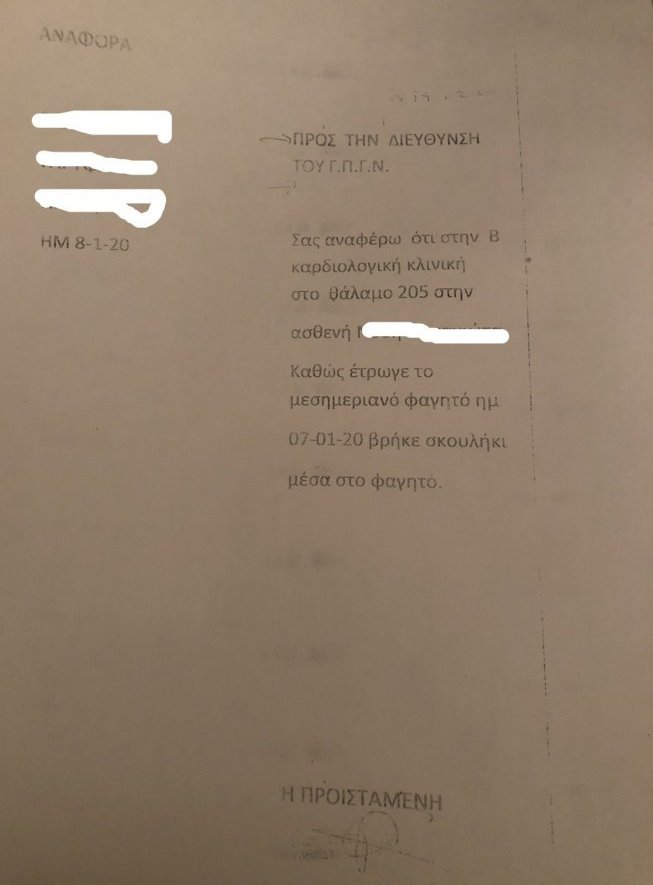 ΑΝΑΦΟΡΑ
ΠΡΟΣ ΤΗΝ ΔΙΕΥΘΥΝΣΗ
ΤΟΥ Γ.Π.Γ.Ν.
ΗΜ 8-1-20
Σας αναφέρω ότι στην Β
καρδιολογική κλινική
στο θάλαμο 205 στην
ασθενή
Καθώς έτρωγε το
μεσημεριανό φαγητό ημ
07-01-20 βρήκε σκουλήκι
μέσα στο φαγητό.
Η ΠΡΟΙΣΤΑΜΕΝΗ